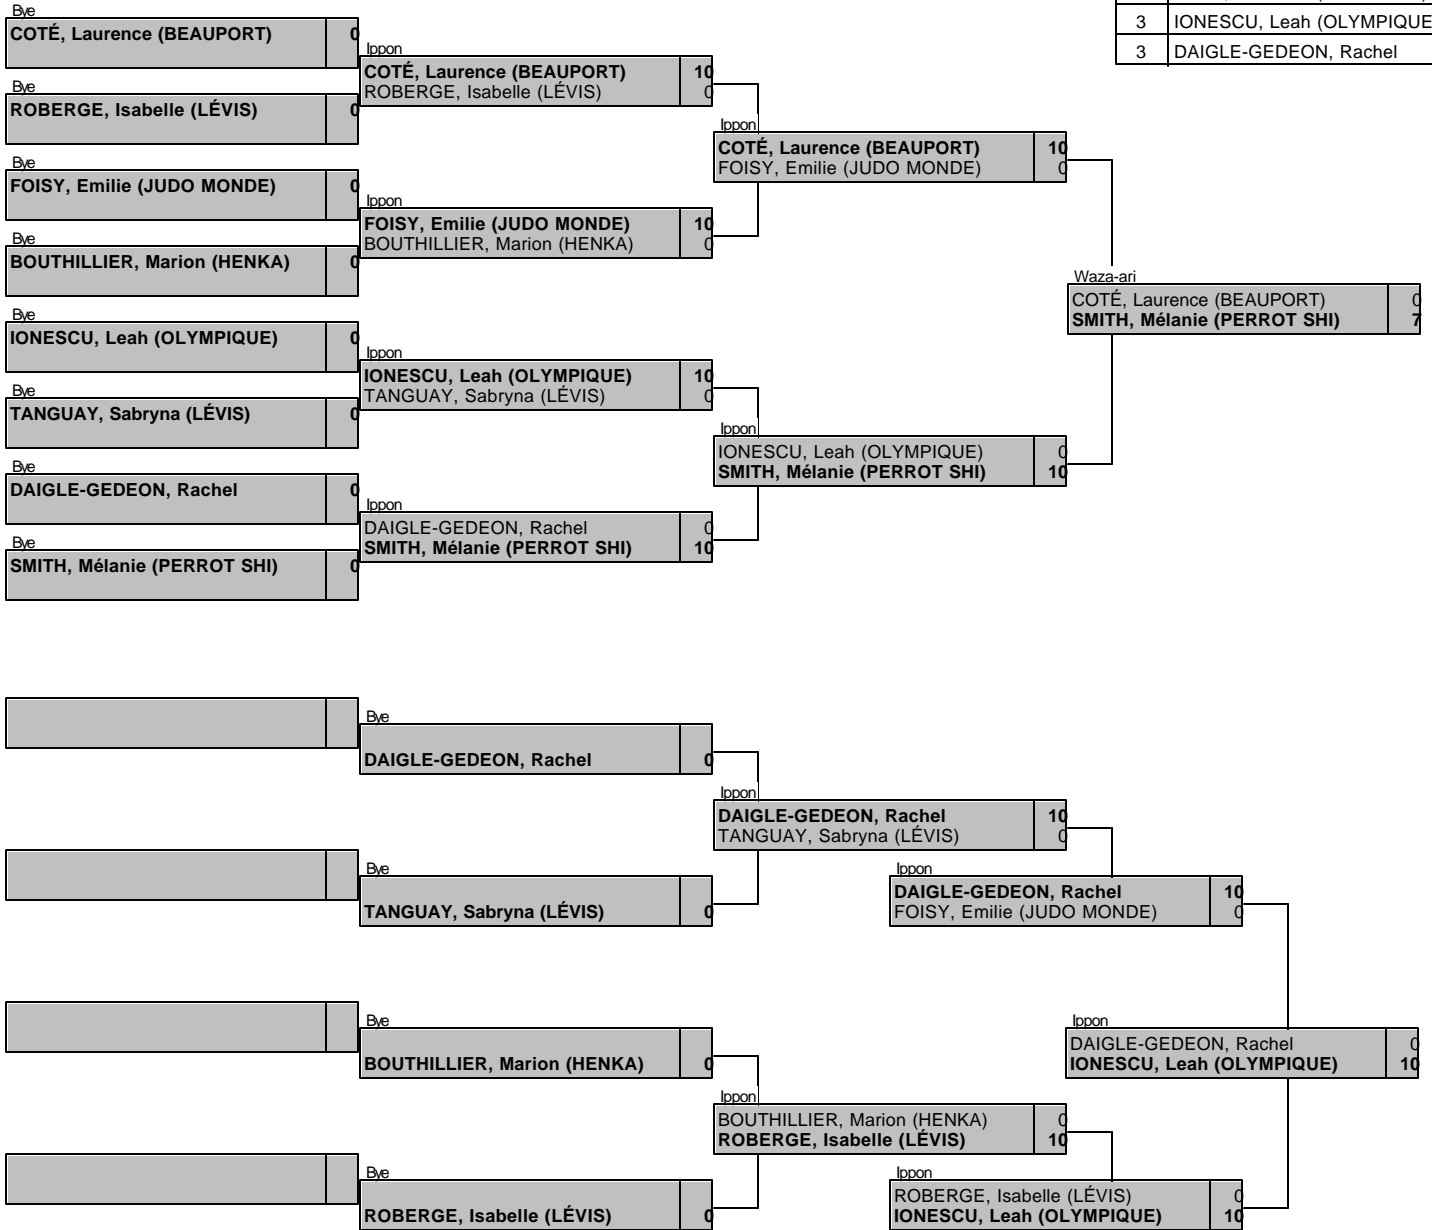 3 IONESCU, Leah (OLYMPIQUE
3 DAIGLE-GEDEON, Rachel
Bye
COTÉ, Laurence (BEAUPORT) 0
Bye
ROBERGE, Isabelle (LÉVIS) 0
Bye
FOISY, Emilie (JUDO MONDE) 0
Bye
BOUTHILLIER, Marion (HENKA) 0
Bye
IONESCU, Leah (OLYMPIQUE) 0
Bye
TANGUAY, Sabryna (LÉVIS) 0
Bye
DAIGLE-GEDEON, Rachel 0
Bye
SMITH, Mélanie (PERROT SHI) 0
Ippon
COTÉ, Laurence (BEAUPORT) 10
ROBERGE, Isabelle (LÉVIS) 0
Ippon
FOISY, Emilie (JUDO MONDE) 10
BOUTHILLIER, Marion (HENKA) 0
Ippon
IONESCU, Leah (OLYMPIQUE) 10
TANGUAY, Sabryna (LÉVIS) 0
Ippon
DAIGLE-GEDEON, Rachel 0
SMITH, Mélanie (PERROT SHI) 10
Ippon
COTÉ, Laurence (BEAUPORT) 10
FOISY, Emilie (JUDO MONDE) 0
Ippon
IONESCU, Leah (OLYMPIQUE) 0
SMITH, Mélanie (PERROT SHI) 10
Waza-ari
COTÉ, Laurence (BEAUPORT) 0
SMITH, Mélanie (PERROT SHI) 7
Bye
DAIGLE-GEDEON, Rachel 0
Bye
TANGUAY, Sabryna (LÉVIS) 0
Bye
BOUTHILLIER, Marion (HENKA) 0
Bye
ROBERGE, Isabelle (LÉVIS) 0
Ippon
DAIGLE-GEDEON, Rachel 10
TANGUAY, Sabryna (LÉVIS) 0
Ippon
BOUTHILLIER, Marion (HENKA) 0
ROBERGE, Isabelle (LÉVIS) 10
Ippon
DAIGLE-GEDEON, Rachel 10
FOISY, Emilie (JUDO MONDE) 0
Ippon
ROBERGE, Isabelle (LÉVIS) 0
IONESCU, Leah (OLYMPIQUE) 10
Ippon
DAIGLE-GEDEON, Rachel 0
IONESCU, Leah (OLYMPIQUE) 10